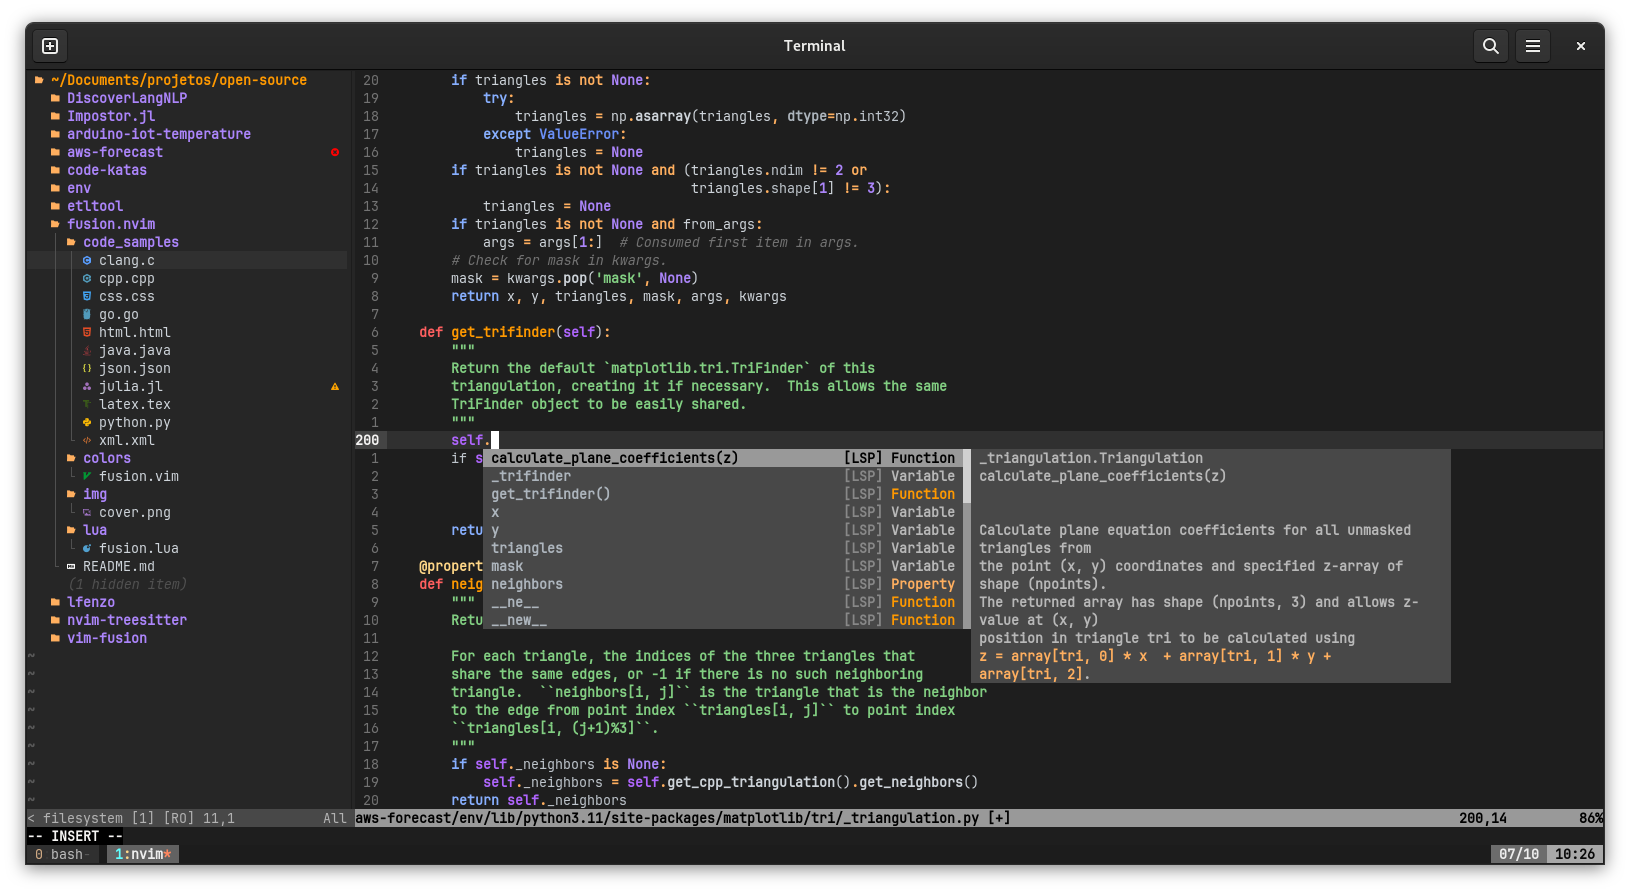 Terminal
~/Documents/projetos/open-source
DiscoverLangNLP
Impostor.jl
arduino-iot-temperature
aws-forecast
code-katas
env
etltool
fusion.nvim
code_samples
clang.c
cpp.cpp
css.css
go.go
html.html
java.java
json.json
julia.jl
latex.tex
python.py
xml.xml
colors
fusion.vim
img
cover.png
lua
fusion.lua
README.md
(1 hidden item)
lfenzo
nvim-treesitter
vim-fusion
~
~
~
~
~
~
~
~
~
< filesystem [1] [RO] 11,1 All
20 if triangles is not None:
19 try:
18 triangles = np.asarray(triangles, dtype=np.int32)
17 except ValueError:
16 triangles = None
15 if triangles is not None and (triangles.ndim != 2 or
14 triangles.shape[1] != 3):
13 triangles = None
12 if triangles is not None and from_args:
11 args = args[1:]  # Consumed first item in args.
10 # Check for mask in kwargs.
9 mask = kwargs.pop('mask', None)
8 return x, y, triangles, mask, args, kwargs
7
6 def get_trifinder(self):
5 """
4 Return the default `matplotlib.tri.TriFinder` of this
3 triangulation, creating it if necessary.  This allows the same
2 TriFinder object to be easily shared.
1 """
200 self.
1 if s
2
3
4
5 retu
6
7 @propert
8 def neig
9 """
10 Retu
11
12 For each triangle, the indices of the three triangles that
13 share the same edges, or -1 if there is no such neighboring
14 triangle.  ``neighbors[i, j]`` is the triangle that is the neighbor
15 to the edge from point index ``triangles[i, j]`` to point index
16 ``triangles[i, (j+1)%3]``.
17 """
18 if self._neighbors is None:
19 self._neighbors = self.get_cpp_triangulation().get_neighbors()
20 return self._neighbors
calculate_plane_coefficients(z) [LSP] Function
_trifinder [LSP] Variable
get_trifinder() [LSP] Function
x [LSP] Variable
y [LSP] Variable
triangles [LSP] Variable
mask [LSP] Variable
neighbors [LSP] Property
__ne__ [LSP] Function
__new__ [LSP] Function
_triangulation.Triangulation
calculate_plane_coefficients(z)
Calculate plane equation coefficients for all unmasked
triangles from
the point (x, y) coordinates and specified z-array of
shape (npoints).
The returned array has shape (npoints, 3) and allows z-
value at (x, y)
position in triangle tri to be calculated using
z = array[tri, 0] * x  + array[tri, 1] * y +
array[tri, 2].
aws-forecast/env/lib/python3.11/site-packages/matplotlib/tri/_triangulation.py [+] 200,14 86%
-- INSERT --
0 bash- 1:nvim* 07/10 10:26